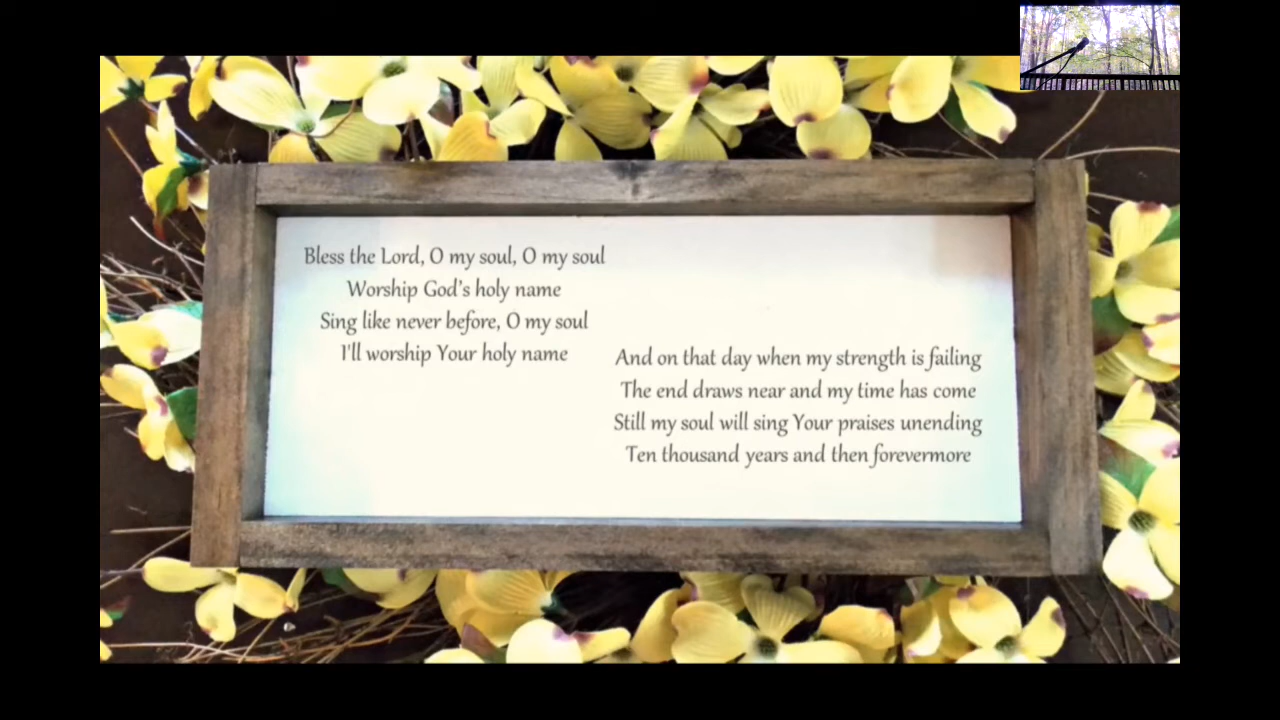 Bless the Lord, O my soul, O my soul
Worship God's holy name
Sing like never before, O my soul
I'll worship Your holy name
And on that day when my strength is failing
The end draws near and my time has come
Still my soul will sing Your praises unending
Ten thousand years and then forevermore